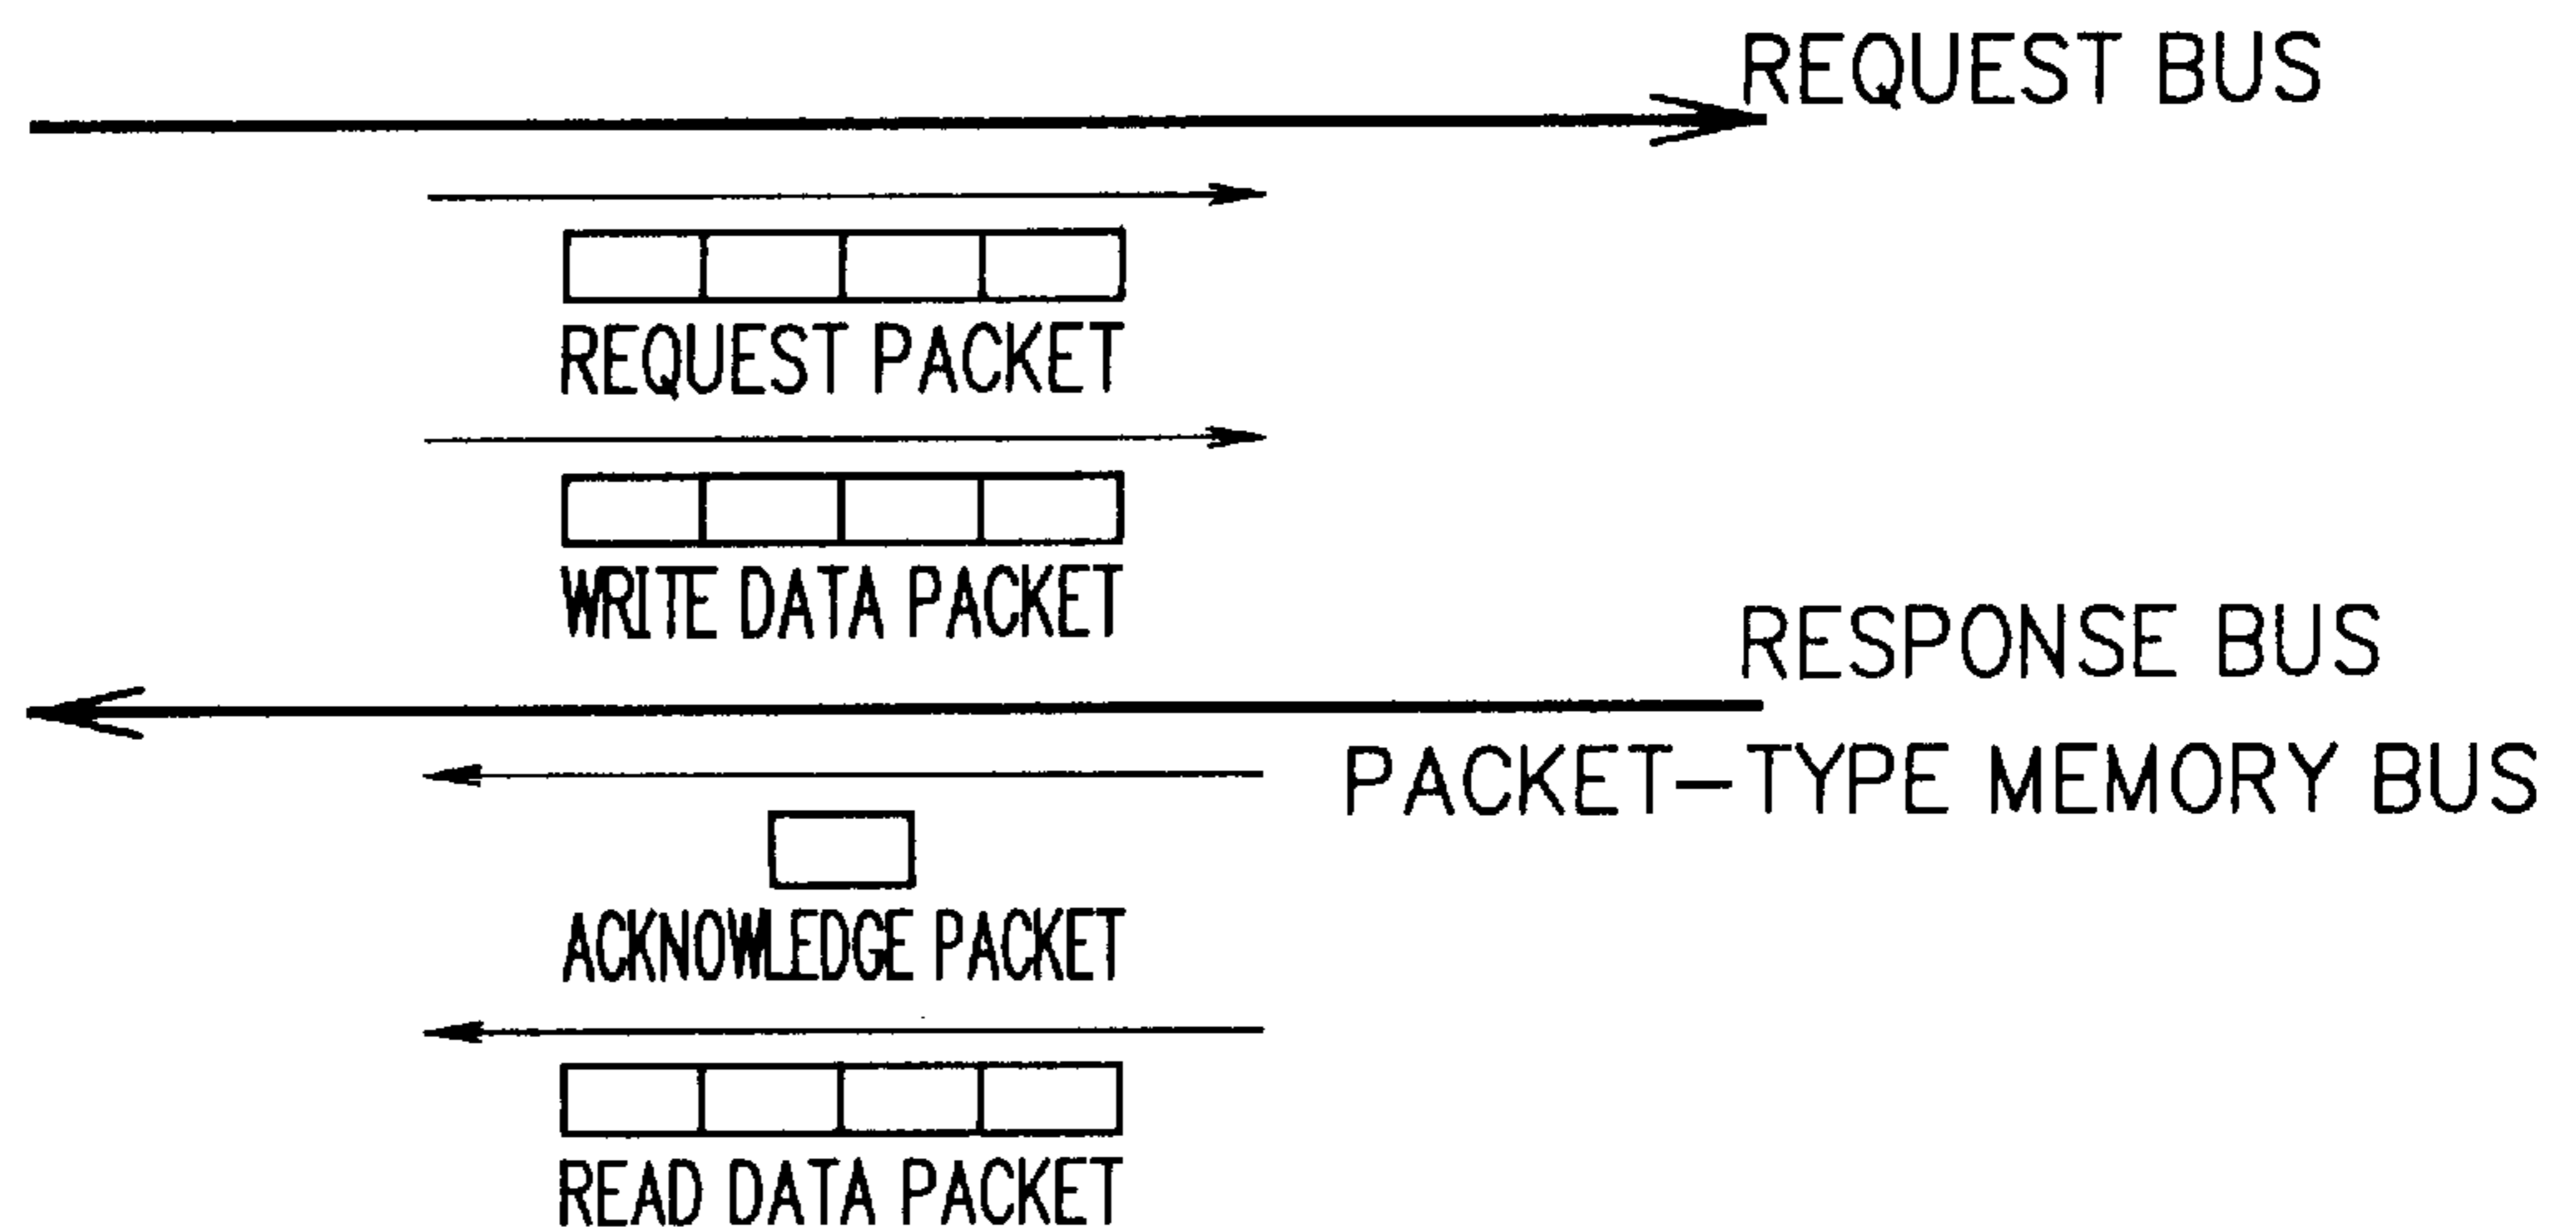 REQUEST BUS
REQUEST PACKET
WRITE DATA PACKET
RESPONSE BUS
PACKET-TYPE MEMORY BUS
ACKNOWLEDGE PACKET
READ DATA PACKET